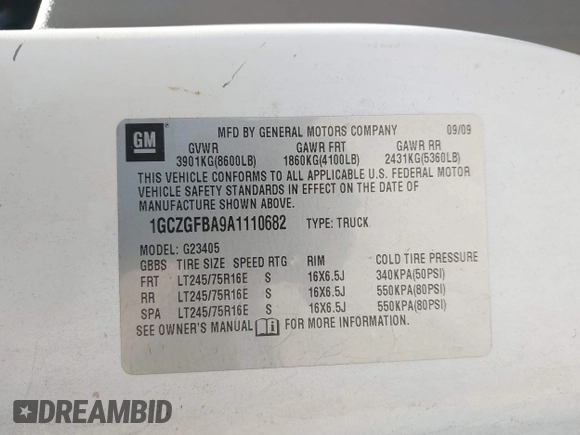 GM
MFD BY GENERAL MOTORS COMPANY 09/09
GVWR GAWR FRT GAWR RR
3901KG(8600LB) 1860KG(4100LB) 2431KG(5360LB)
THIS VEHICLE CONFORMS TO ALL APPLICABLE U.S. FEDERAL MOTOR
VEHICLE SAFETY STANDARDS IN EFFECT ON THE DATE OF
MANUFACTURE SHOWN ABOVE.
1GCZGFBA9A1110682 TYPE: TRUCK
MODEL: G23405
GBBS TIRE SIZE SPEED RTG RIM COLD TIRE PRESSURE
FRT LT245/75R16E S 16X6.5J 340KPA(50PSI)
RR LT245/75R16E S 16X6.5J 550KPA(80PSI)
SPA LT245/75R16E S 16X6.5J 550KPA(80PSI)
SEE OWNER'S MANUAL FOR MORE INFORMATION.
DREAMBID